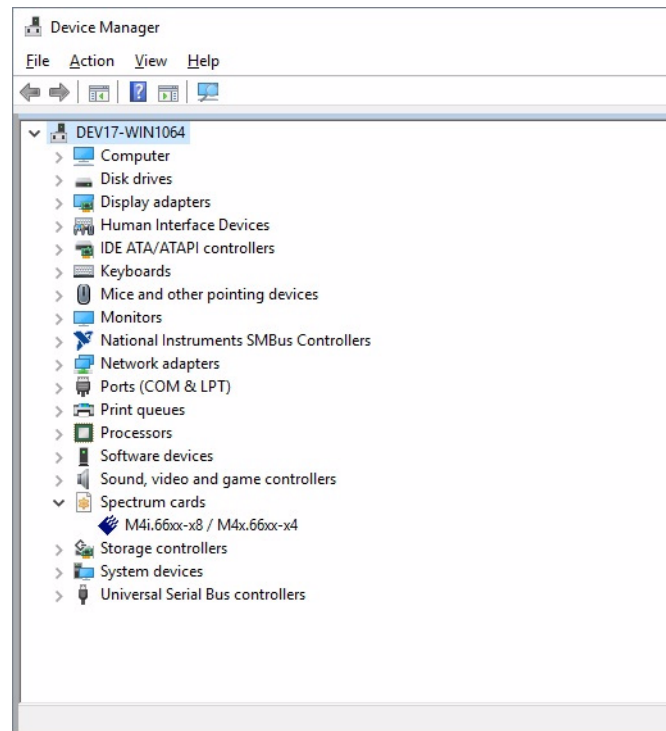 Device Manager
File Action View Help
?
DEV17-WIN1064
Computer
Disk drives
Display adapters
Human Interface Devices
IDE ATA/ATAPI controllers
Keyboards
Mice and other pointing devices
Monitors
National Instruments SMBus Controllers
Network adapters
Ports (COM & LPT)
Print queues
Processors
Software devices
Sound, video and game controllers
Spectrum cards
M4i.66xx-x8 / M4x.66xx-x4
Storage controllers
System devices
Universal Serial Bus controllers